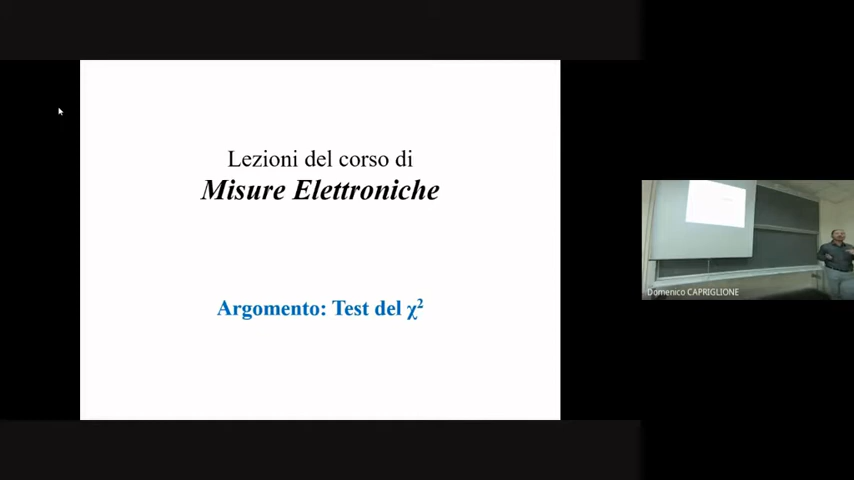 Lezioni del corso di
Misure Elettroniche
Argomento: Test del χ²
Domenico CAPRIGLIONE